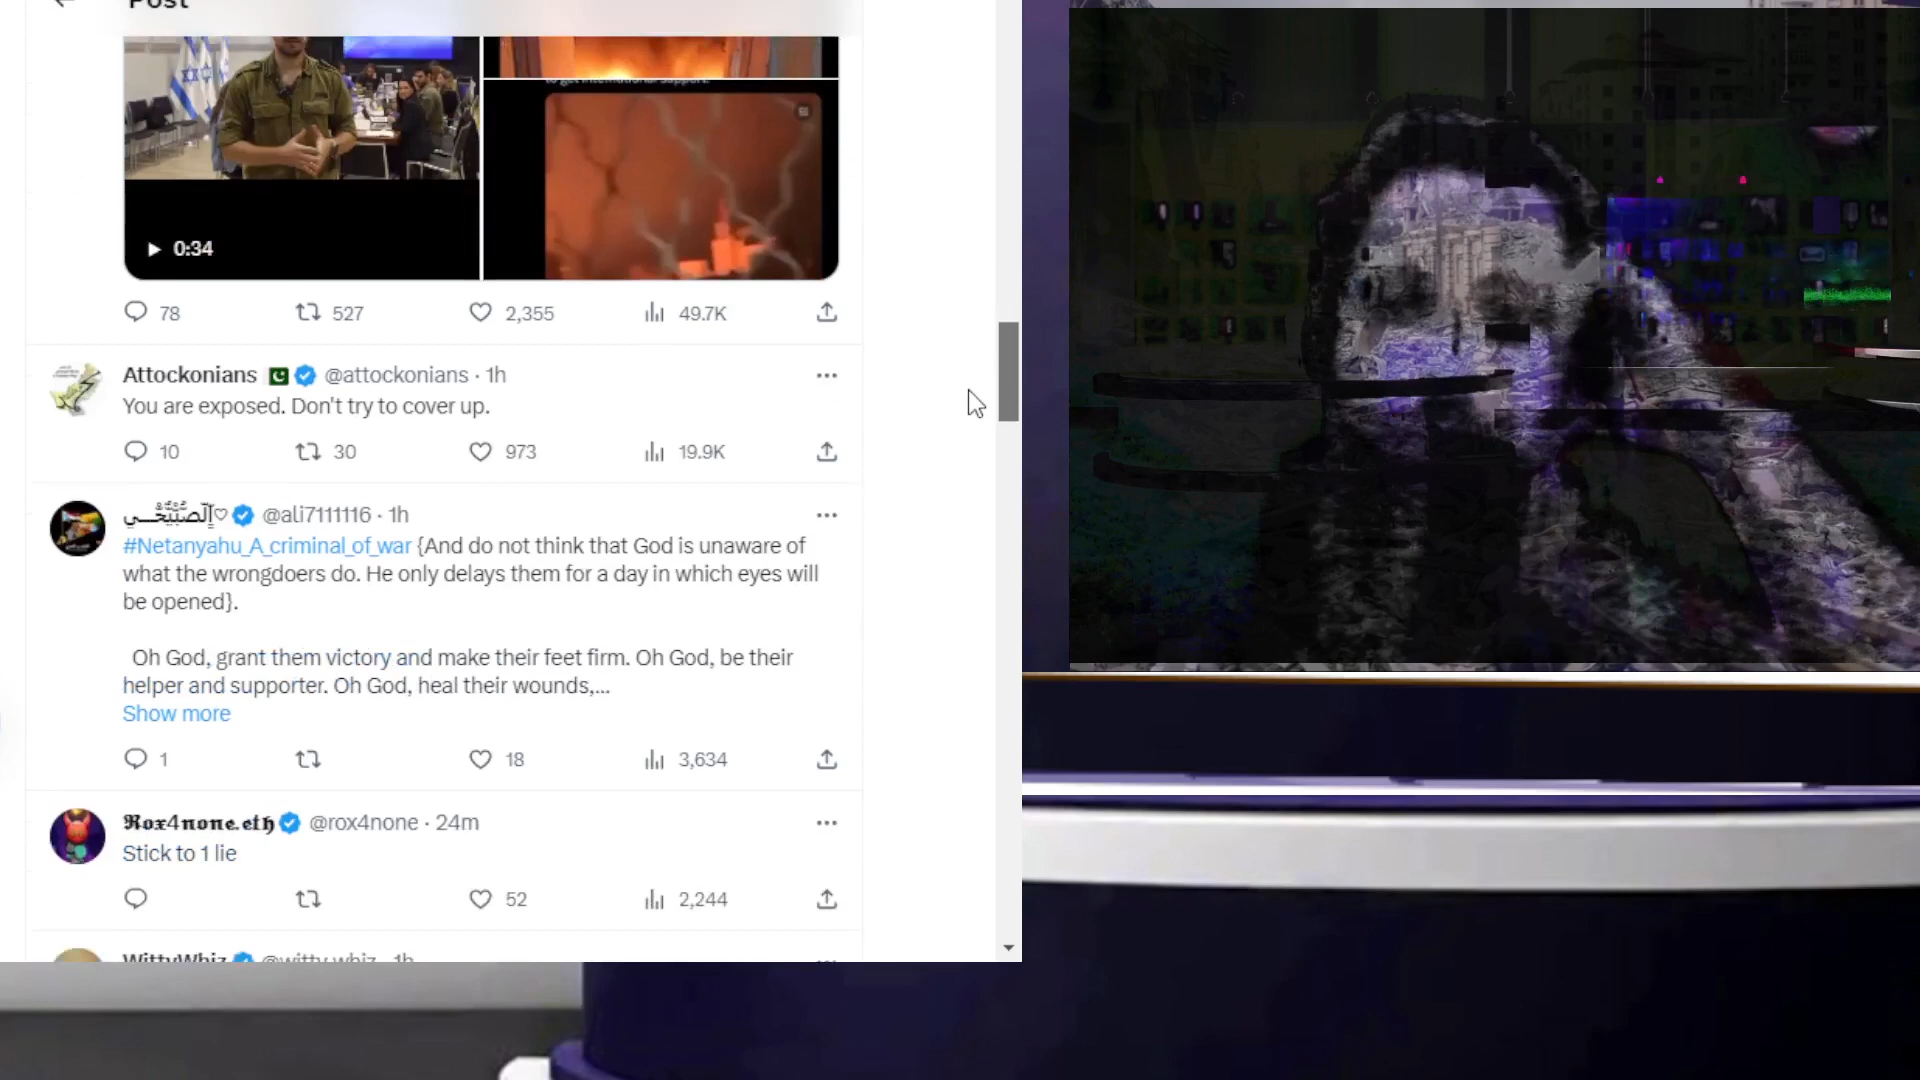 Post
0:34
78 527 2,355 49.7K
Attockonians @attockonians · 1h
You are exposed. Don't try to cover up.
10 30 973 19.9K
@ali7111116 · 1h
#Netanyahu_A_criminal_of_war {And do not think that God is unaware of
what the wrongdoers do. He only delays them for a day in which eyes will
be opened}.
Oh God, grant them victory and make their feet firm. Oh God, be their
helper and supporter. Oh God, heal their wounds,...
Show more
1 18 3,634
𝕽𝖔𝖝4𝖓𝖔𝖓𝖊.𝖊𝖙𝖍 @rox4none · 24m
Stick to 1 lie
52 2,244
WittyWhiz @witty_whiz · 1h